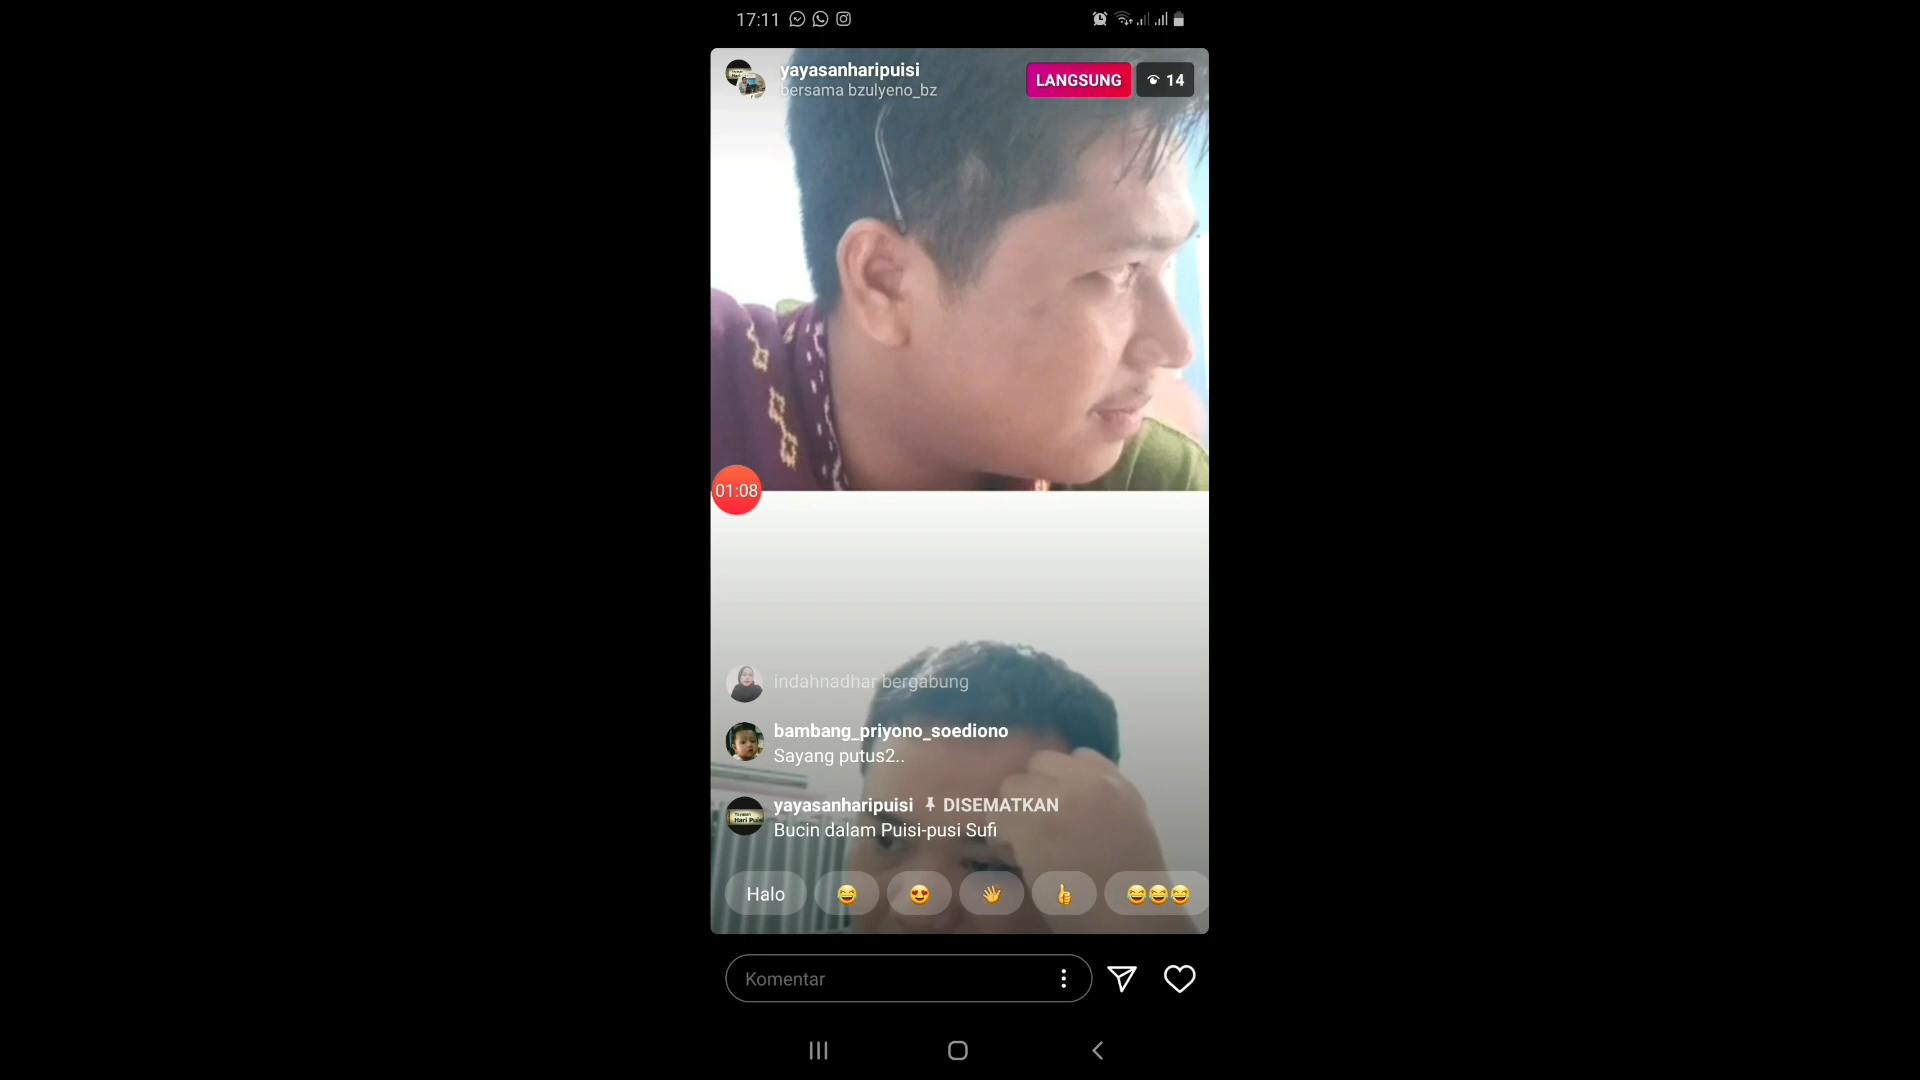 17:11
yayasanharipuisi
bersama bzulyeno_bz
LANGSUNG
14
01:08
indahnadhar bergabung
bambang_priyono_soediono
Sayang putus2..
yayasanharipuisi DISEMATKAN
Bucin dalam Puisi-pusi Sufi
Halo
Komentar